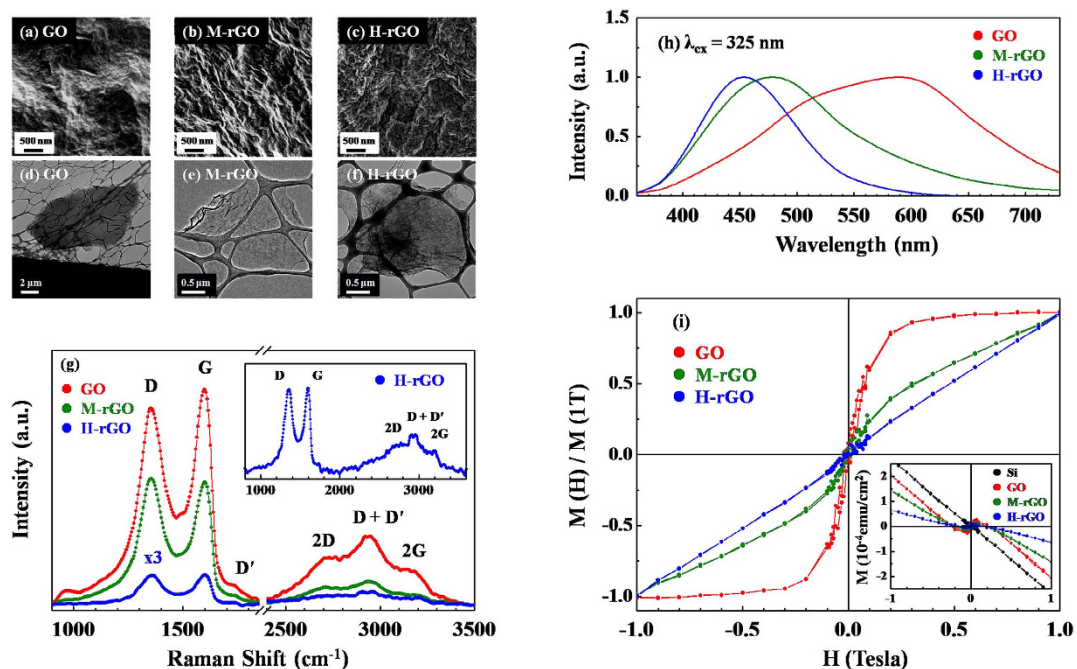 (a) GO
500 nm
(b) M-rGO
500 nm
(c) H-rGO
500 nm
(d) GO
2 μm
(e) M-rGO
0.5 μm
(f) H-rGO
0.5 μm
(g)
GO
M-rGO
H-rGO
D
G
x3
D′
2D
D + D′
2G
Intensity (a.u.)
1000
1500
2500
3000
3500
Raman Shift (cm-1)
D
G
H-rGO
2D
D + D′
2G
1000
2000
3000
(h) λex = 325 nm
GO
M-rGO
H-rGO
Intensity (a.u.)
1.5
1.0
0.5
0.0
400
450
500
550
600
650
700
Wavelength (nm)
(i)
GO
M-rGO
H-rGO
M (H) / M (1T)
1.0
0.5
0.0
-0.5
-1.0
-1.0
-0.5
0.0
0.5
1.0
H (Tesla)
Si
GO
M-rGO
H-rGO
M (10-4emu/cm2)
2
1
0
-1
-2
-1
0
1